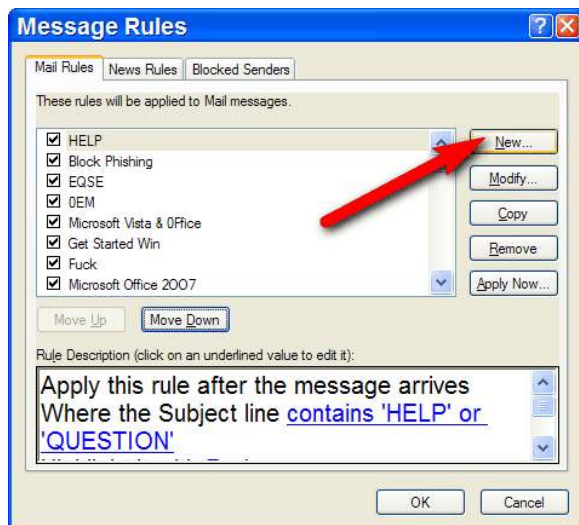 Message Rules
Mail Rules News Rules Blocked Senders
These rules will be applied to Mail messages.
HELP
Block Phishing
EQSE
0EM
Microsoft Vista & 0Ffice
Get Started Win
Fuck
Microsoft Office 2OO7
New...
Modify...
Copy
Remove
Apply Now...
Move Up Move Down
Rule Description (click on an underlined value to edit it):
Apply this rule after the message arrives
Where the Subject line contains 'HELP' or
'QUESTION'
OK Cancel